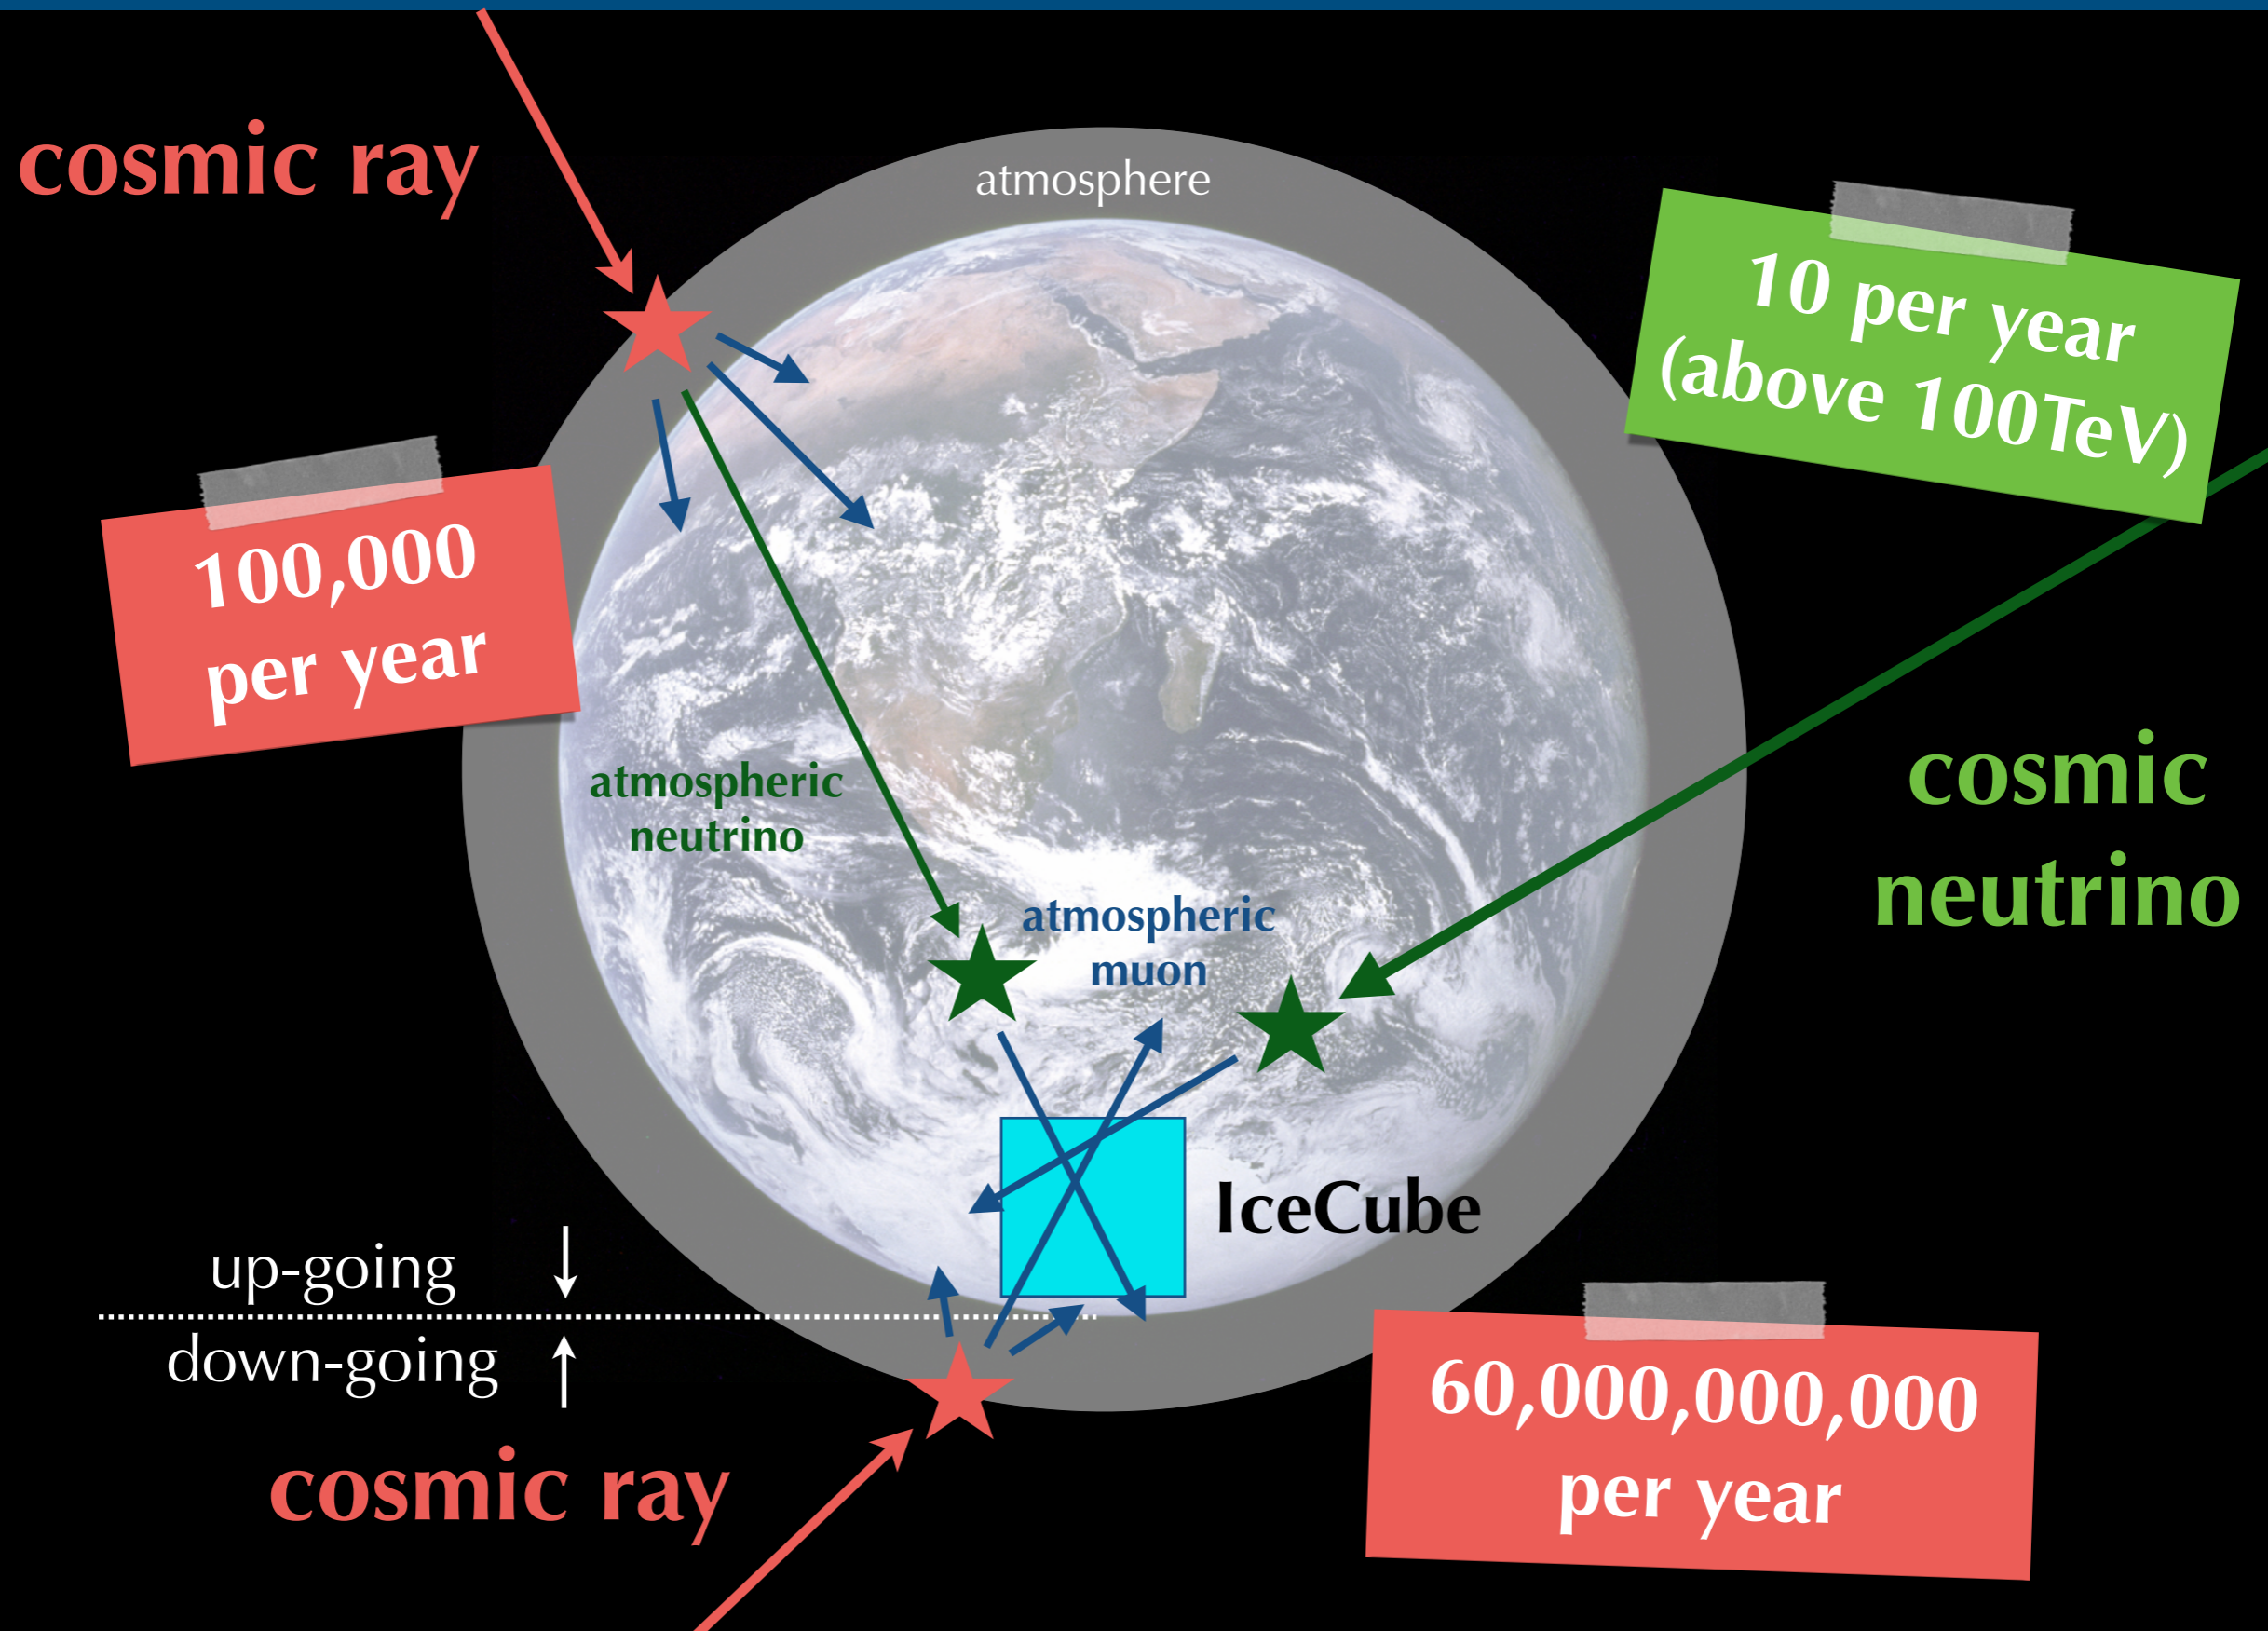 cosmic ray
atmosphere
10 per year
(above 100TeV)
100,000
per year
atmospheric
neutrino
cosmic
neutrino
atmospheric
muon
IceCube
up-going
down-going
cosmic ray
60,000,000,000
per year